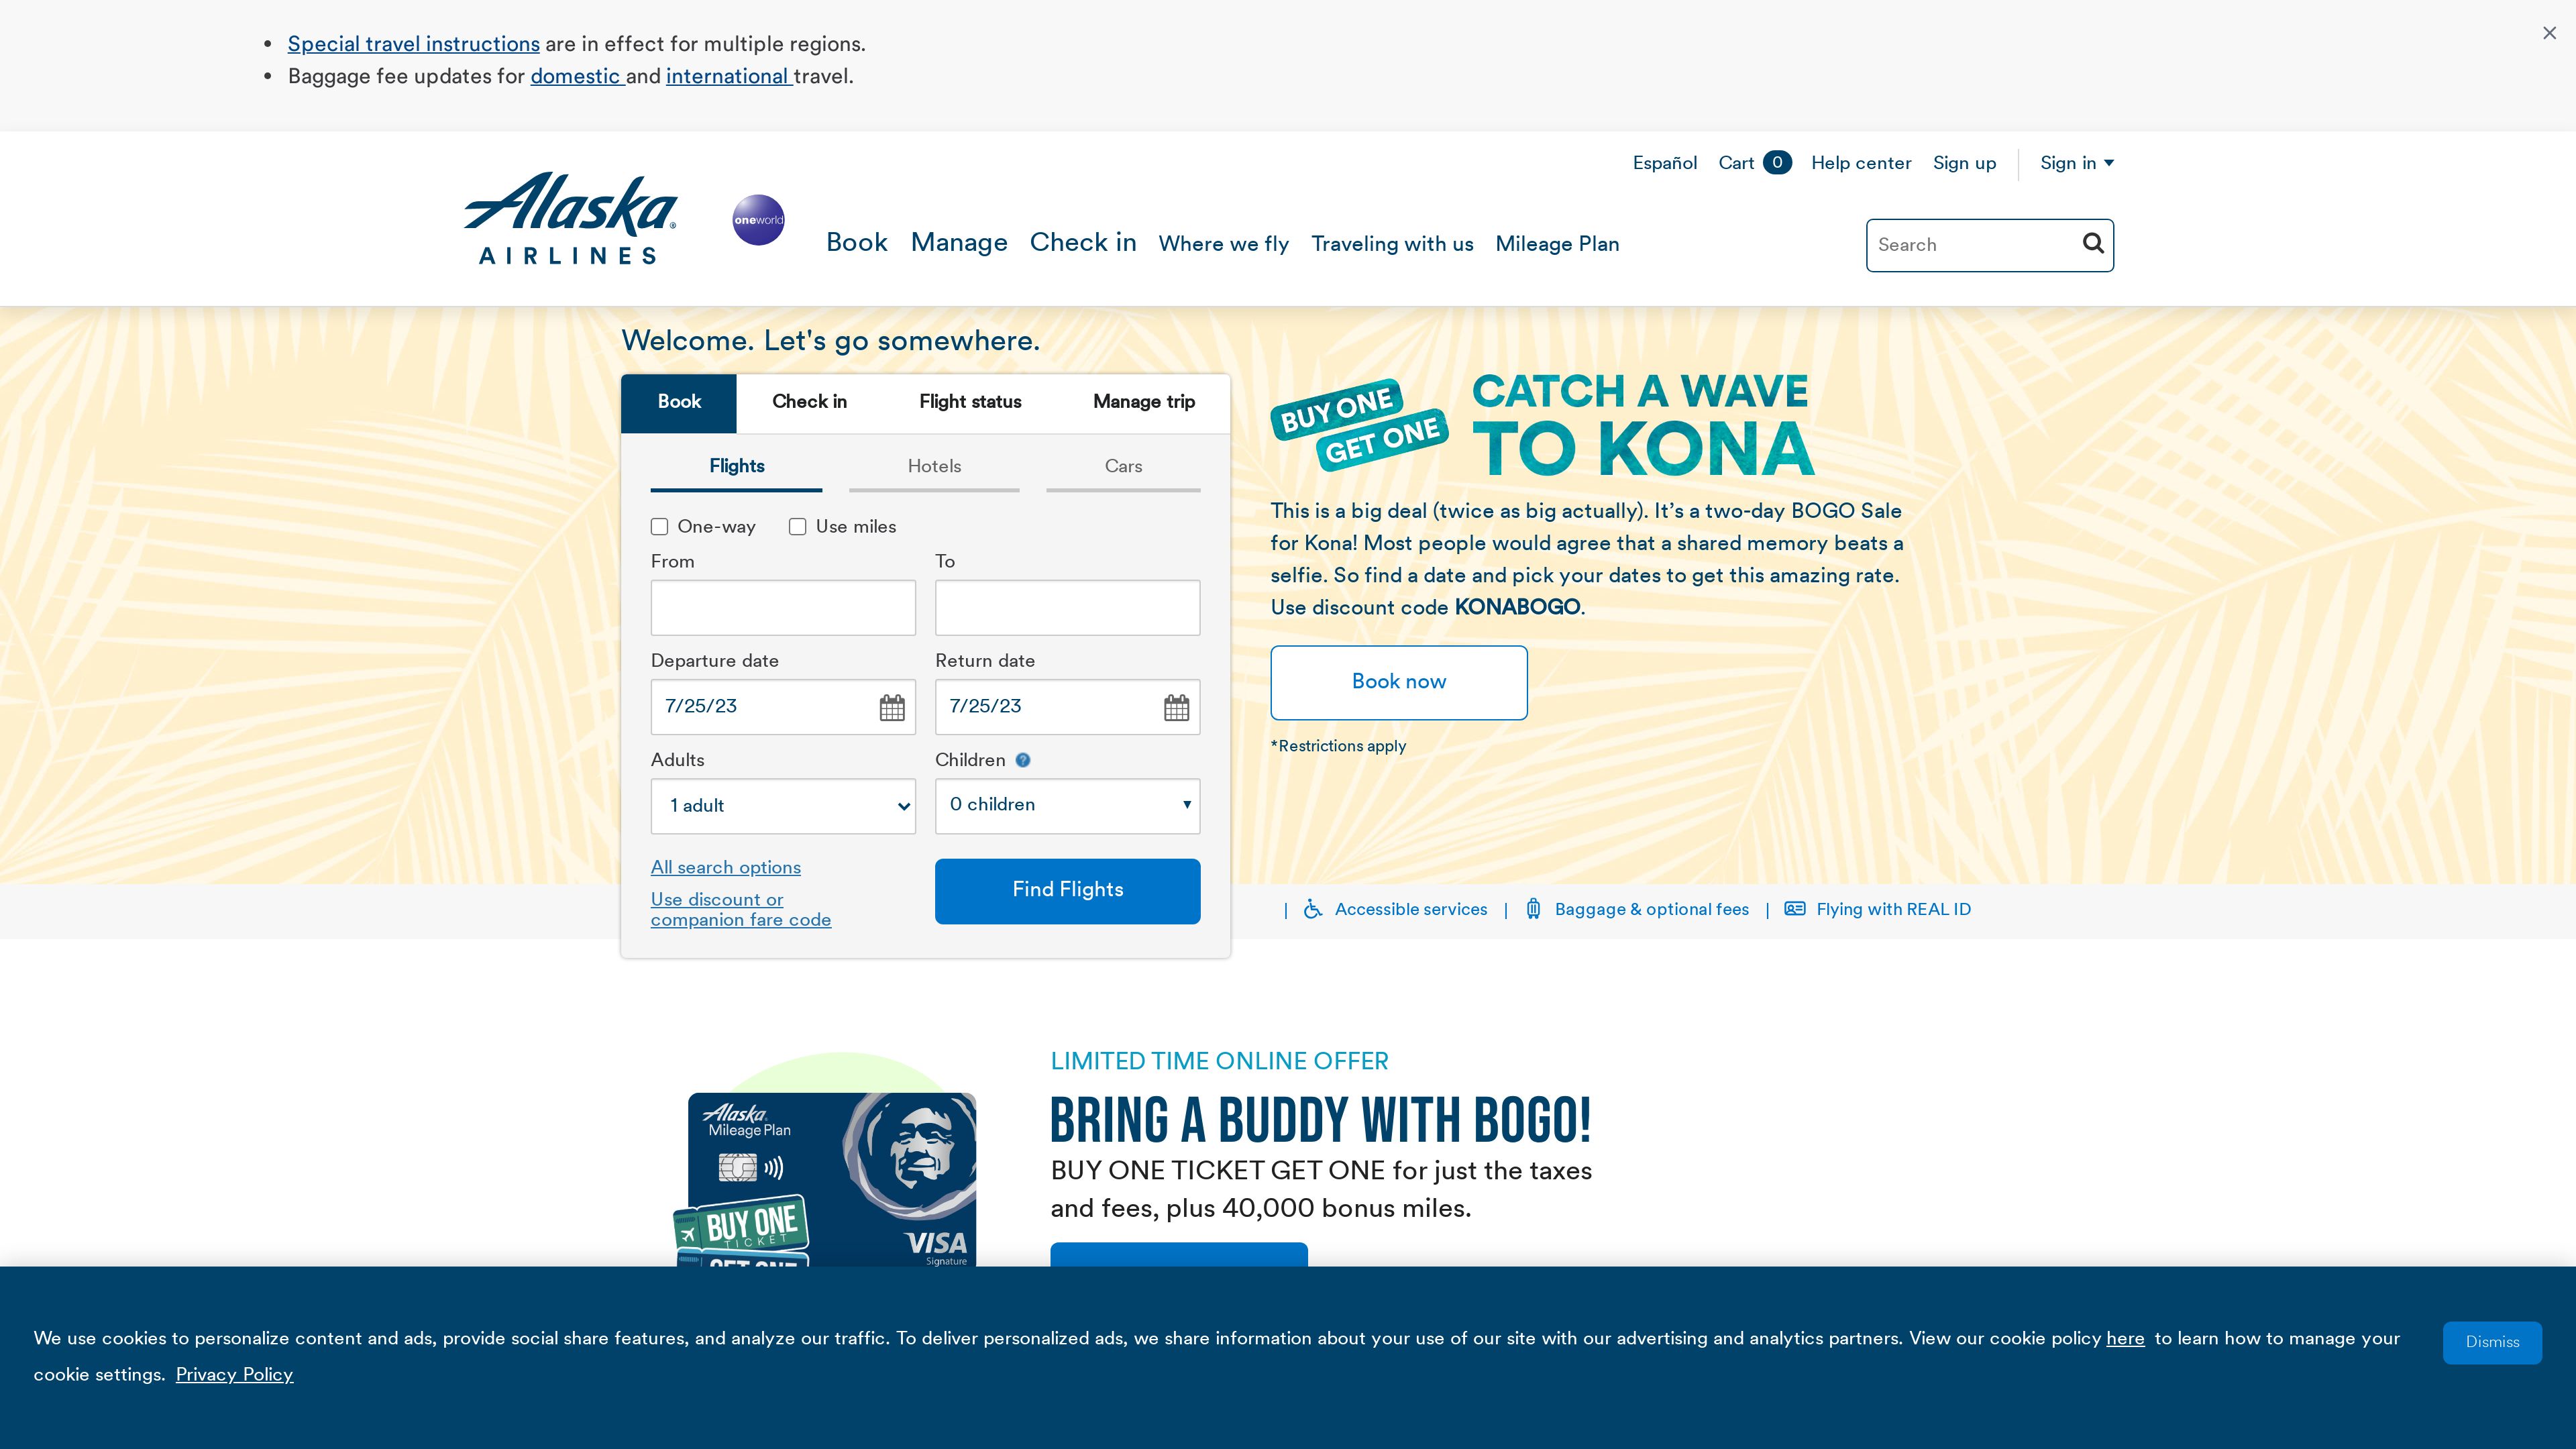 Special travel instructions are in effect for multiple regions.
Baggage fee updates for domestic and international travel.
Español Cart 0 Help center Sign up Sign in
Alaska
AIRLINES
oneworld
Book Manage Check in Where we fly Traveling with us Mileage Plan
Search
Welcome. Let's go somewhere.
Book Check in Flight status Manage trip
Flights Hotels Cars
One-way Use miles
From To
Departure date Return date
7/25/23 7/25/23
Adults Children ?
1 adult 0 children
All search options
Use discount or
companion fare code
Find Flights
BUY ONE
GET ONE
CATCH A WAVE
TO KONA
This is a big deal (twice as big actually). It’s a two-day BOGO Sale
for Kona! Most people would agree that a shared memory beats a
selfie. So find a date and pick your dates to get this amazing rate.
Use discount code KONABOGO.
Book now
*Restrictions apply
| Accessible services | Baggage & optional fees | Flying with REAL ID
Alaska
Mileage Plan
BUY ONE
TICKET
GET ONE
VISA
Signature
LIMITED TIME ONLINE OFFER
BRING A BUDDY WITH BOGO!
BUY ONE TICKET GET ONE for just the taxes
and fees, plus 40,000 bonus miles.
We use cookies to personalize content and ads, provide social share features, and analyze our traffic. To deliver personalized ads, we share information about your use of our site with our advertising and analytics partners. View our cookie policy here to learn how to manage your
cookie settings. Privacy Policy
Dismiss